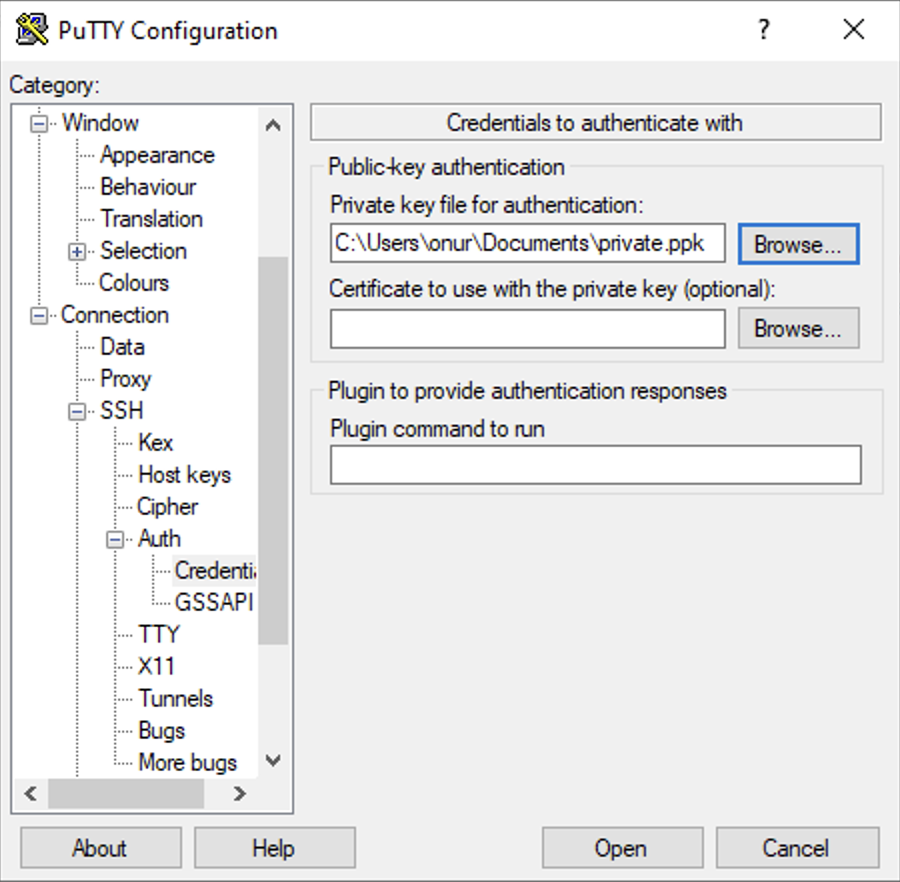 PuTTY Configuration
?
Category:
Window
Appearance
Behaviour
Translation
Selection
Colours
Connection
Data
Proxy
SSH
Kex
Host keys
Cipher
Auth
Credentia
GSSAPI
TTY
X11
Tunnels
Bugs
More bugs
Credentials to authenticate with
Public-key authentication
Private key file for authentication:
C:\Users\onur\Documents\private.ppk Browse...
Certificate to use with the private key (optional):
Browse...
Plugin to provide authentication responses
Plugin command to run
About Help Open Cancel